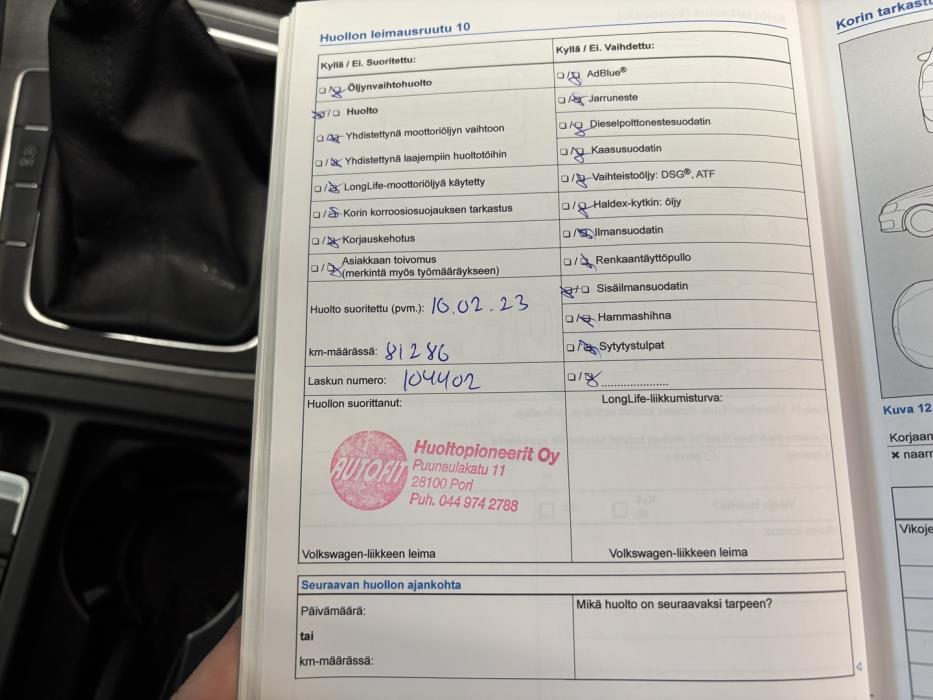 Huollon leimausruutu 10
Kyllä / Ei. Suoritettu:
Öljynvaihtohuolto
Huolto
Yhdistettynä moottoriöljyn vaihtoon
Yhdistettynä laajempiin huoltotöihin
LongLife-moottoriöljyä käytetty
Korin korroosiosuojauksen tarkastus
Korjauskehotus
Asiakkaan toivomus
(merkintä myös työmääräykseen)
Huolto suoritettu (pvm.): 10.02.23
km-määrässä: 81286
Laskun numero: 104402
Huollon suorittanut:
AUTOFIT
Huoltopioneerit Oy
Puunaulakatu 11
28100 Pori
Puh. 044 974 2788
Volkswagen-liikkeen leima
Kyllä / Ei. Vaihdettu:
AdBlue®
Jarruneste
Dieselpolttonestesuodatin
Kaasusuodatin
Vaihteistoöljy: DSG®, ATF
Haldex-kytkin: öljy
Ilmansuodatin
Renkaantäyttöpullo
Sisäilmansuodatin
Hammashihna
Sytytystulpat
......................
LongLife-liikkumisturva:
Volkswagen-liikkeen leima
Seuraavan huollon ajankohta
Päivämäärä:
tai
km-määrässä:
Mikä huolto on seuraavaksi tarpeen?
Korin
Kuva 12